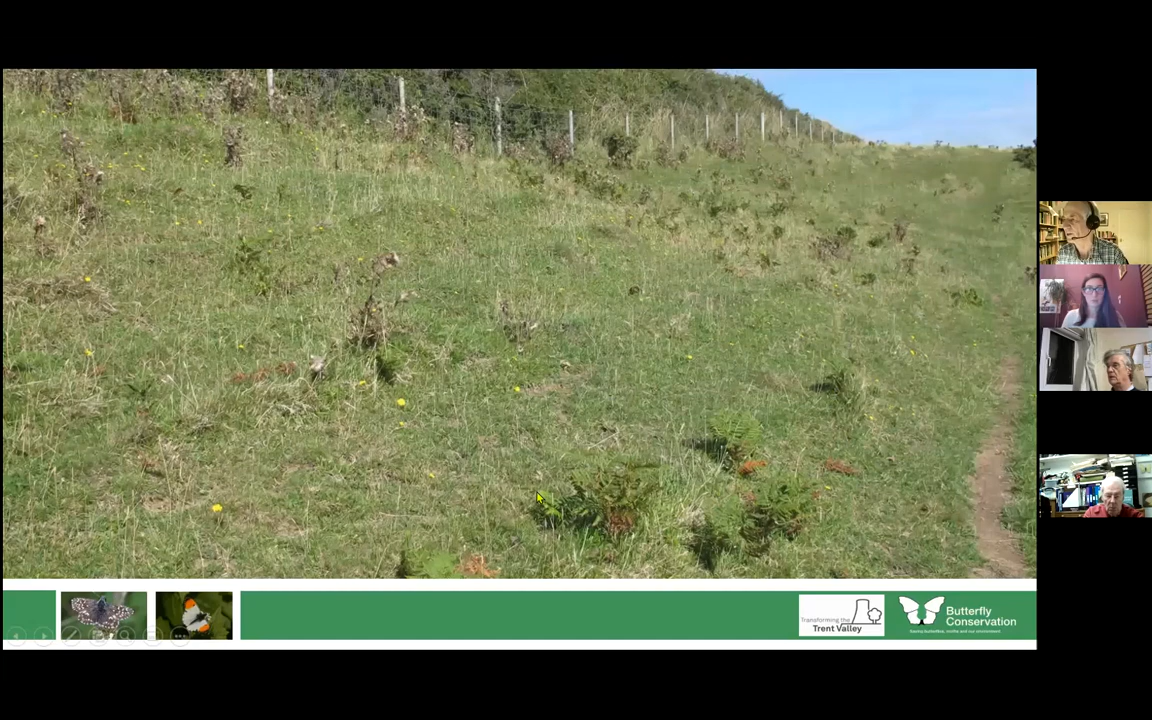 Transforming the
Trent Valley
Butterfly
Conservation
Saving butterflies, moths and our environment